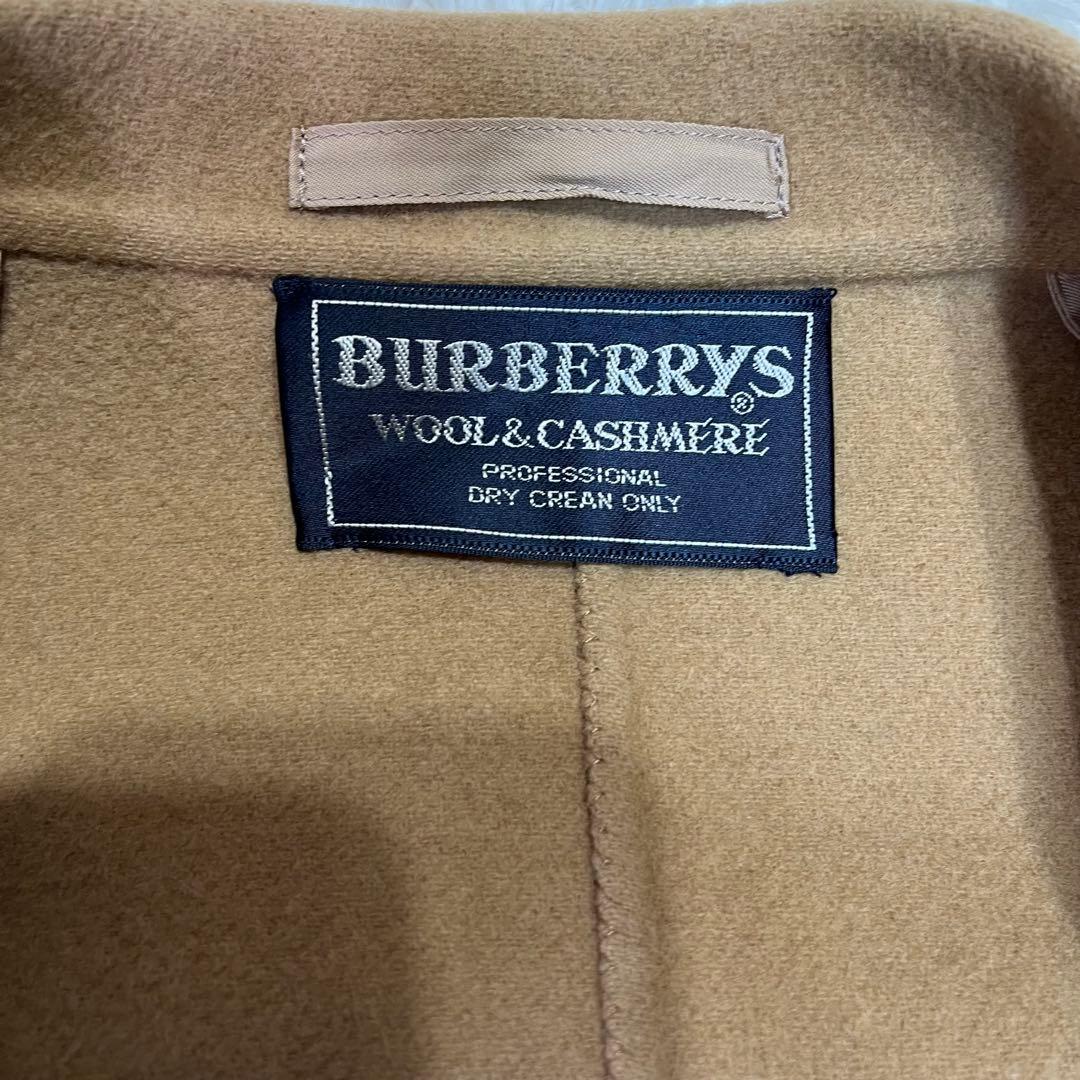 BURBERRYS®
WOOL&CASHMERE
PROFESSIONAL
DRY CREAN ONLY